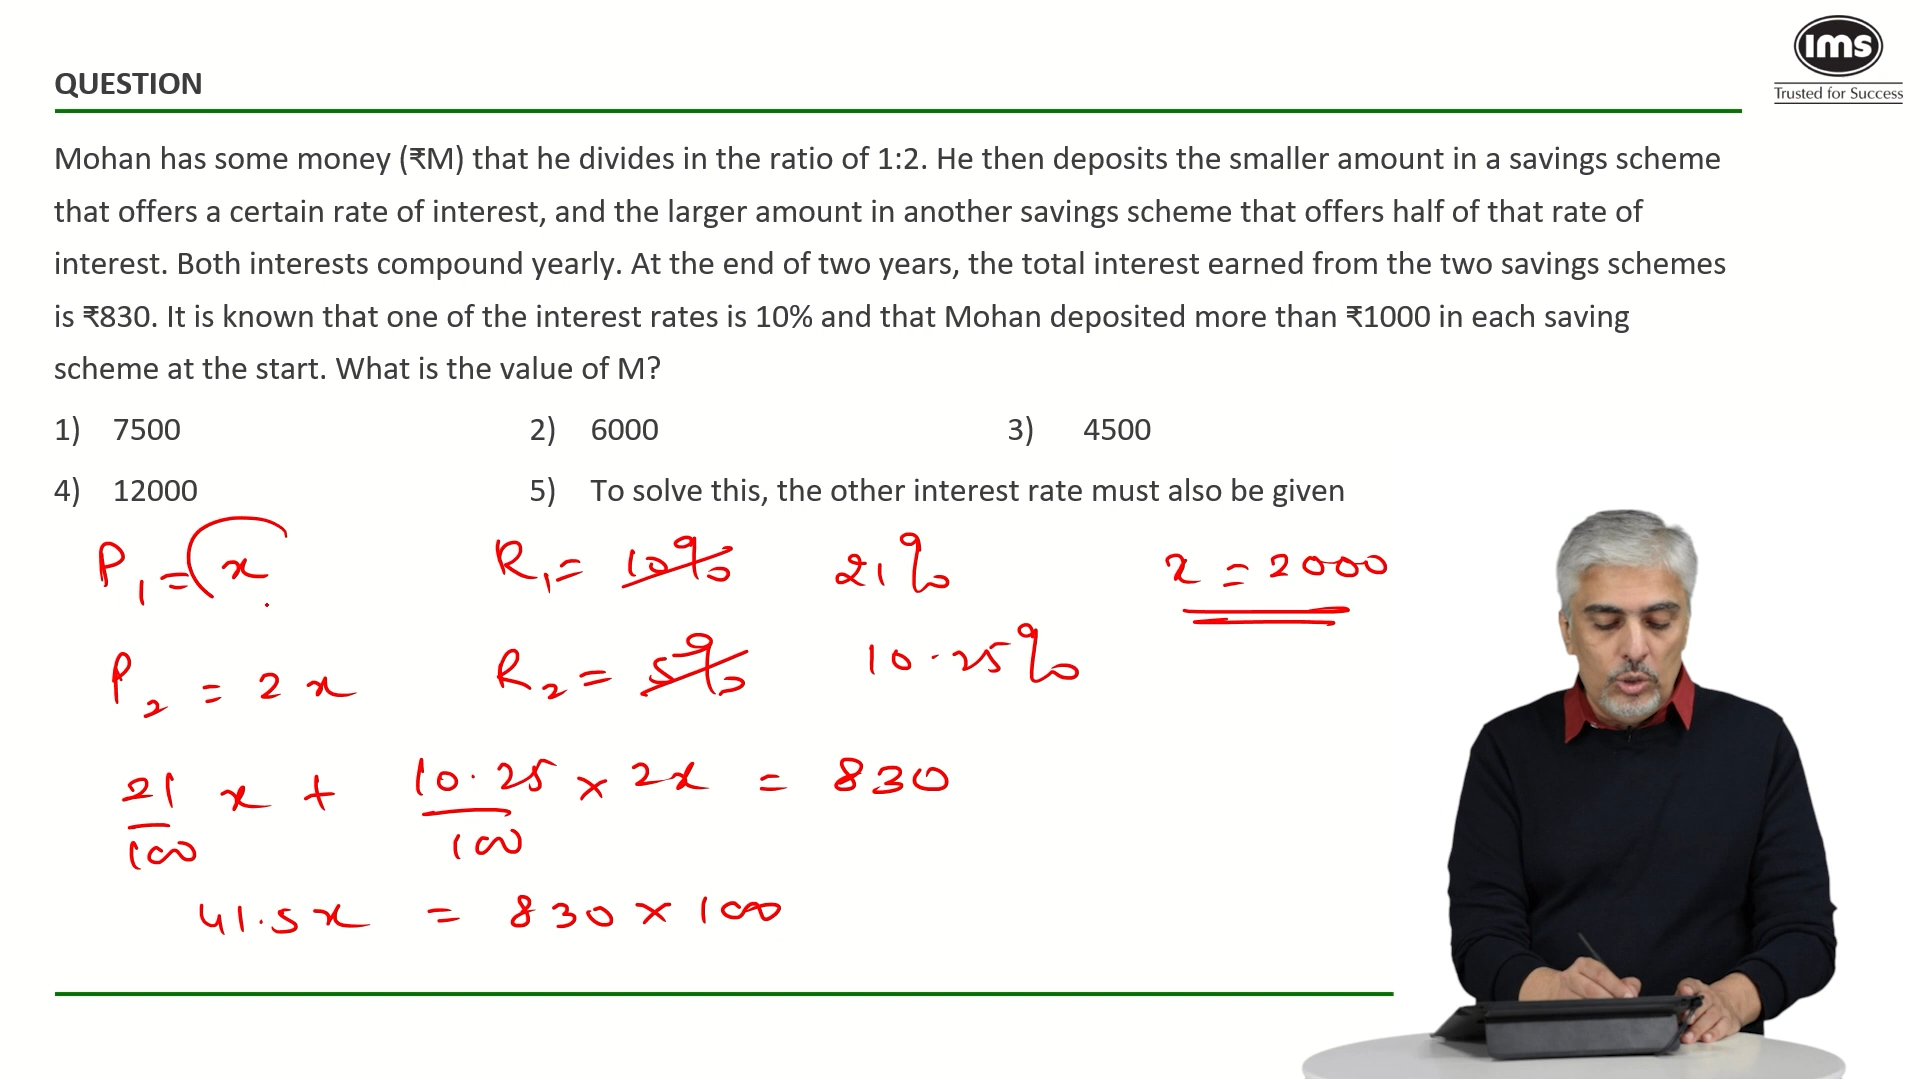 ims
Trusted for Success
QUESTION
Mohan has some money (₹M) that he divides in the ratio of 1:2. He then deposits the smaller amount in a savings scheme
that offers a certain rate of interest, and the larger amount in another savings scheme that offers half of that rate of
interest. Both interests compound yearly. At the end of two years, the total interest earned from the two savings schemes
is ₹830. It is known that one of the interest rates is 10% and that Mohan deposited more than ₹1000 in each saving
scheme at the start. What is the value of M?
1) 7500 2) 6000 3) 4500
4) 12000 5) To solve this, the other interest rate must also be given
P₁ = x R₁ = 10% 21% x = 2000
P₂ = 2x R₂ = 5% 10.25%
21/100 x + 10.25/100 × 2x = 830
41.5x = 830 × 100